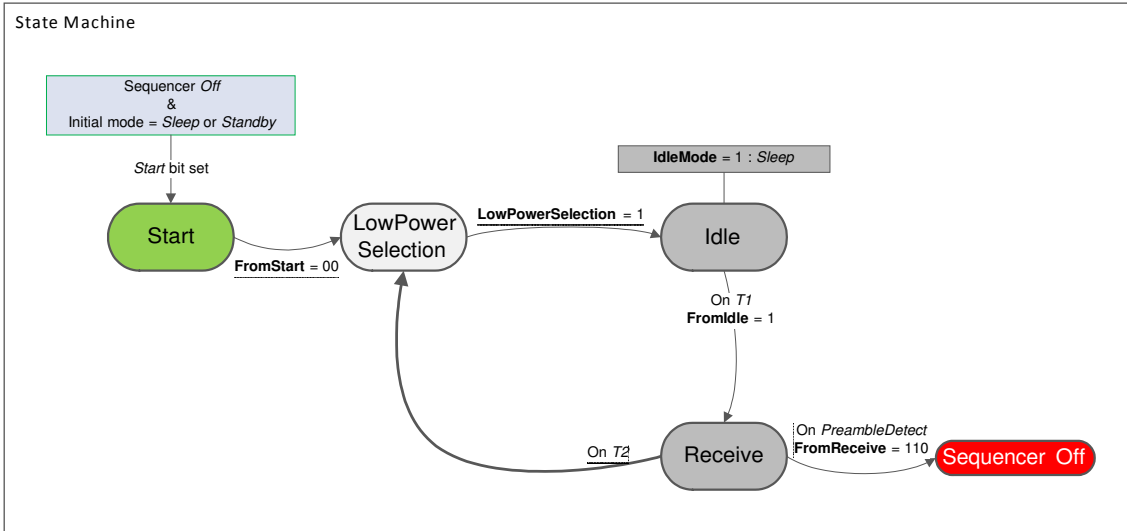 State Machine
Sequencer Off
&
Initial mode = Sleep or Standby
Start bit set
IdleMode = 1 : Sleep
Start
FromStart = 00
LowPower
Selection
LowPowerSelection = 1
Idle
On T1
FromIdle = 1
On T2
Receive
On PreambleDetect
FromReceive = 110
Sequencer Off